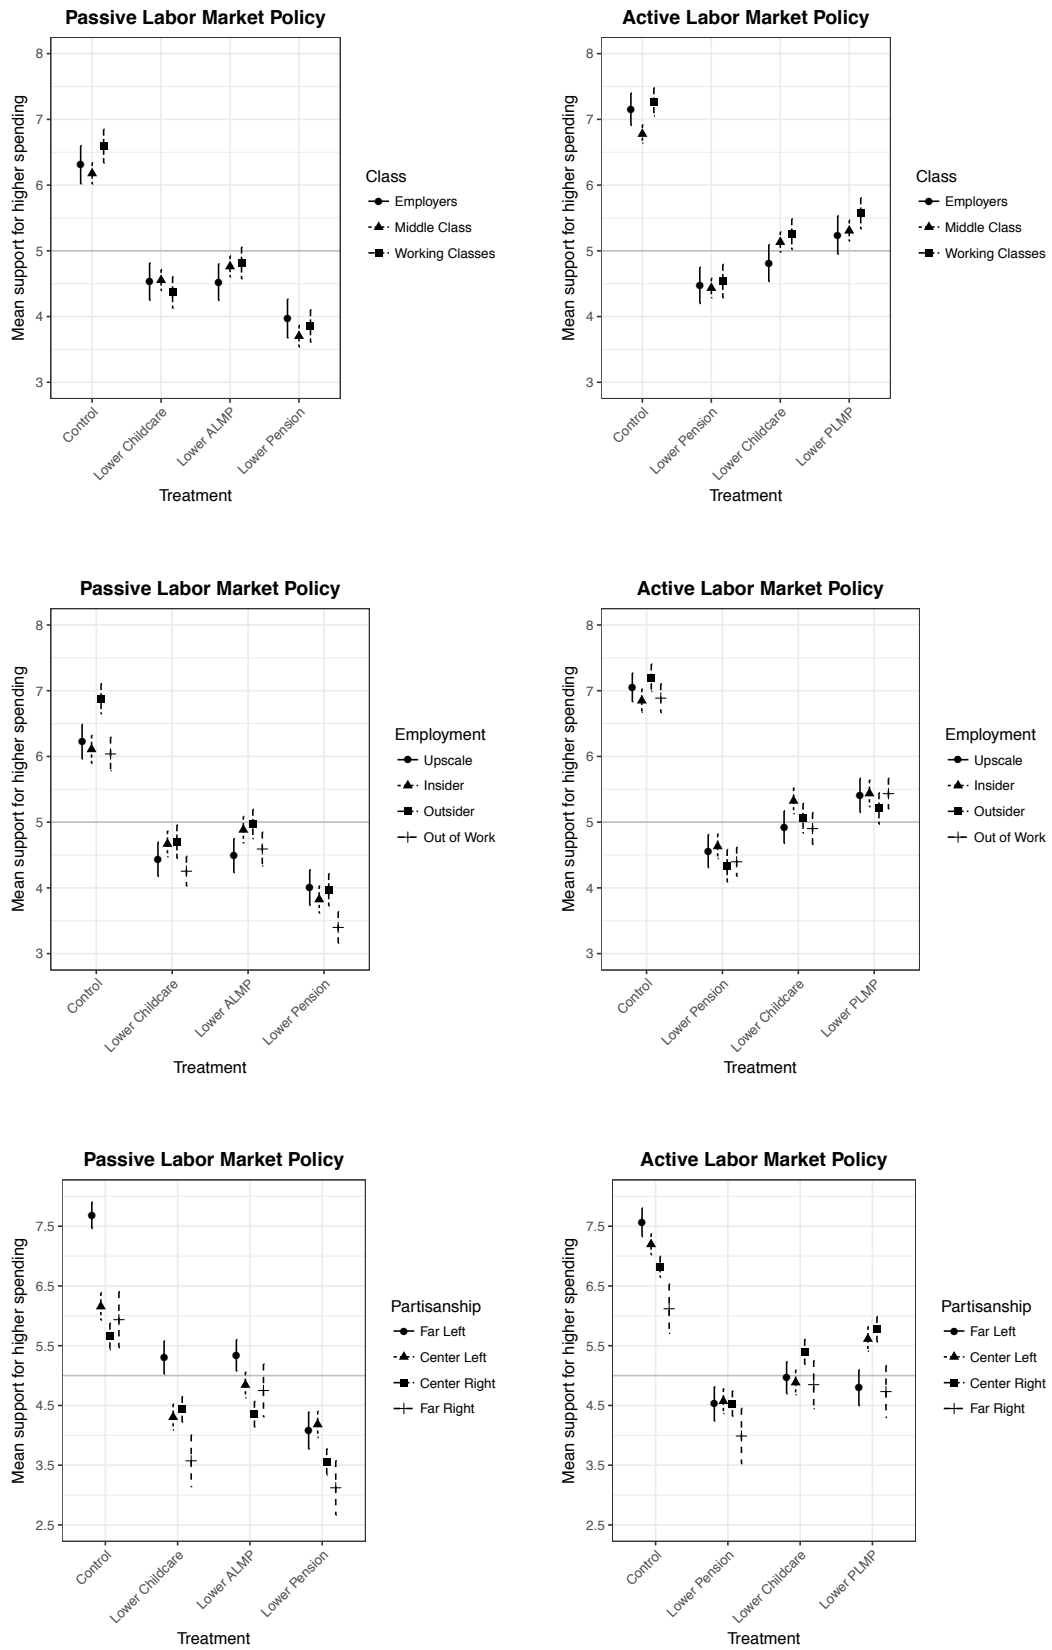 Passive Labor Market Policy
Mean support for higher spending
8
7
6
5
4
3
Control
Lower Childcare
Lower ALMP
Lower Pension
Treatment
Class
Employers
Middle Class
Working Classes
Active Labor Market Policy
Mean support for higher spending
8
7
6
5
4
3
Control
Lower Pension
Lower Childcare
Lower PLMP
Treatment
Class
Employers
Middle Class
Working Classes
Passive Labor Market Policy
Mean support for higher spending
8
7
6
5
4
3
Control
Lower Childcare
Lower ALMP
Lower Pension
Treatment
Employment
Upscale
Insider
Outsider
Out of Work
Active Labor Market Policy
Mean support for higher spending
8
7
6
5
4
3
Control
Lower Pension
Lower Childcare
Lower PLMP
Treatment
Employment
Upscale
Insider
Outsider
Out of Work
Passive Labor Market Policy
Mean support for higher spending
7.5
6.5
5.5
4.5
3.5
2.5
Control
Lower Childcare
Lower ALMP
Lower Pension
Treatment
Partisanship
Far Left
Center Left
Center Right
Far Right
Active Labor Market Policy
Mean support for higher spending
7.5
6.5
5.5
4.5
3.5
2.5
Control
Lower Pension
Lower Childcare
Lower PLMP
Treatment
Partisanship
Far Left
Center Left
Center Right
Far Right